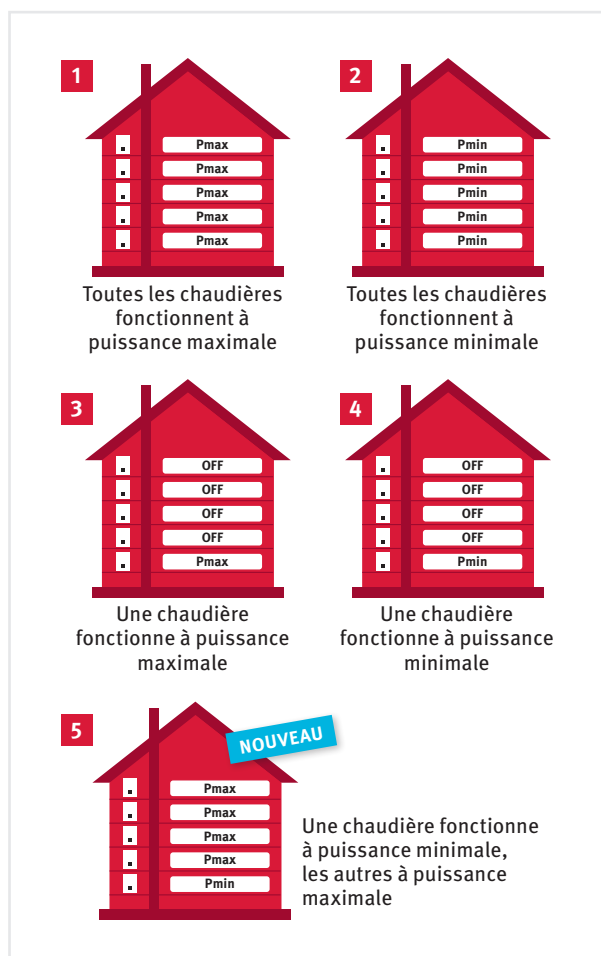 1
Pmax
Pmax
Pmax
Pmax
Pmax
Toutes les chaudières
fonctionnent à
puissance maximale
2
Pmin
Pmin
Pmin
Pmin
Pmin
Toutes les chaudières
fonctionnent à
puissance minimale
3
OFF
OFF
OFF
OFF
Pmax
Une chaudière
fonctionne à puissance
maximale
4
OFF
OFF
OFF
OFF
Pmin
Une chaudière
fonctionne à puissance
minimale
5
NOUVEAU
Pmax
Pmax
Pmax
Pmax
Pmin
Une chaudière fonctionne
à puissance minimale,
les autres à puissance
maximale